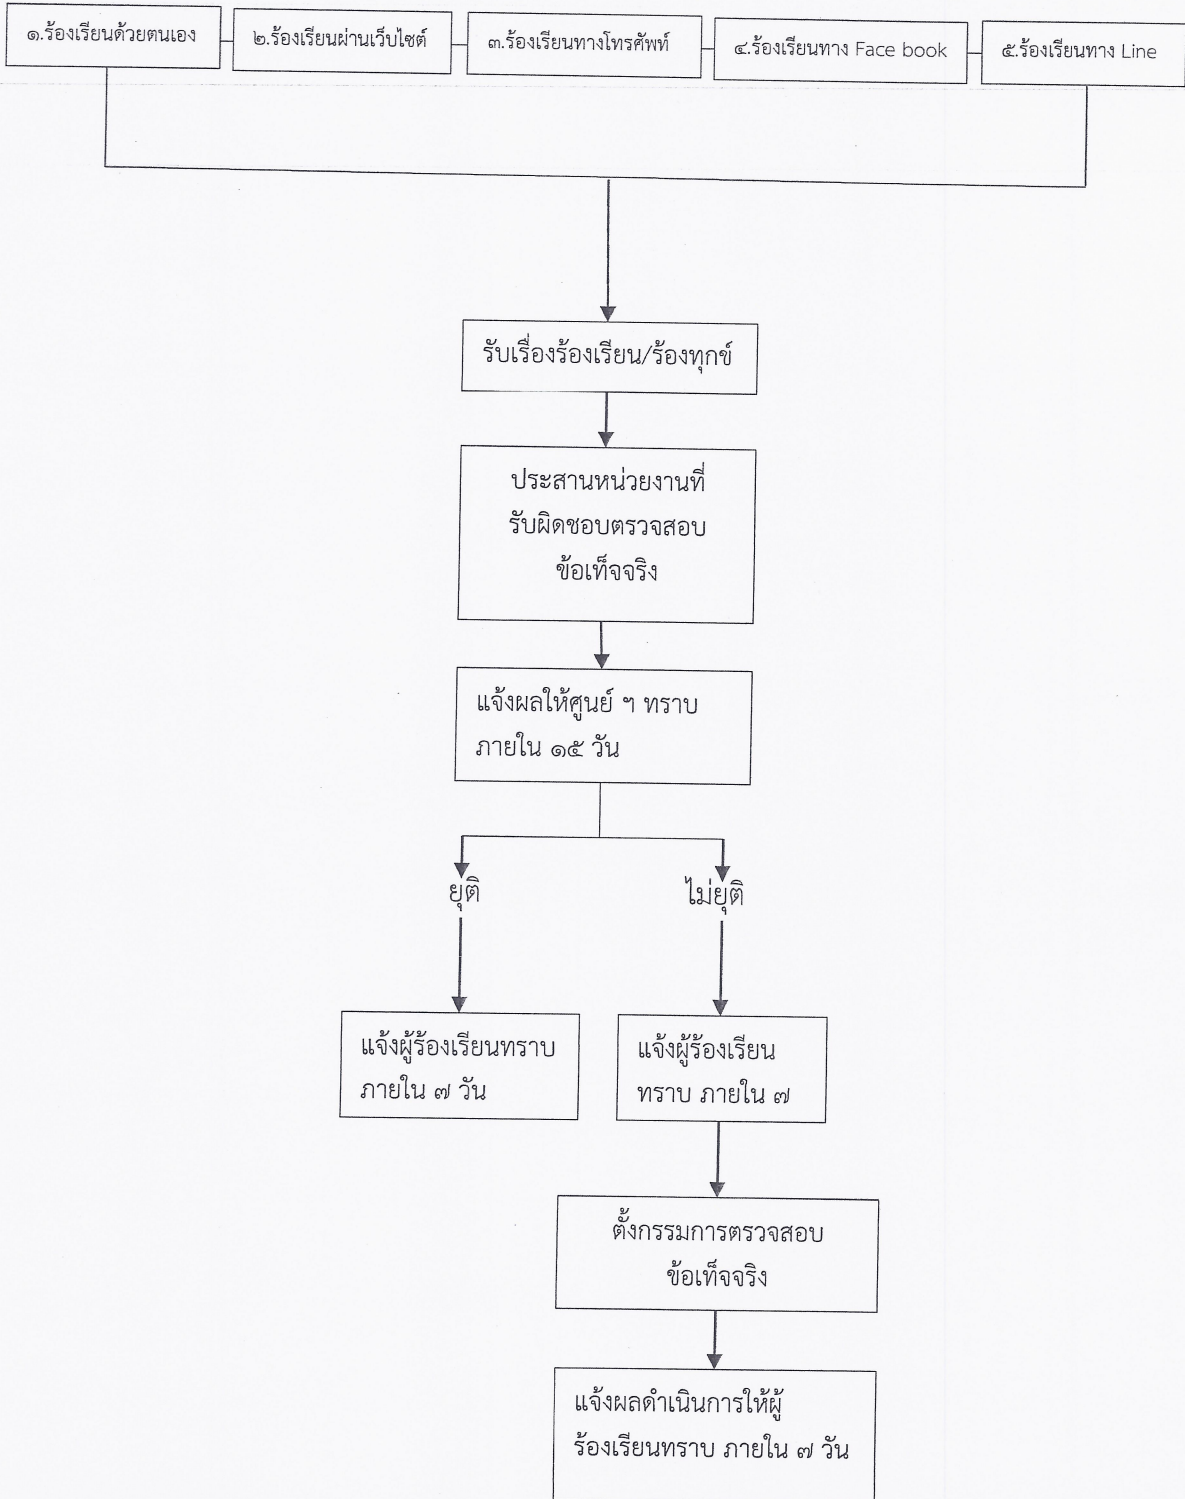 ๑.ร้องเรียนด้วยตนเอง
๒.ร้องเรียนผ่านเว็บไซต์
๓.ร้องเรียนทางโทรศัพท์
๔.ร้องเรียนทาง Face book
๕.ร้องเรียนทาง Line
รับเรื่องร้องเรียน/ร้องทุกข์
ประสานหน่วยงานที่
รับผิดชอบตรวจสอบ
ข้อเท็จจริง
แจ้งผลให้ศูนย์ ฯ ทราบ
ภายใน ๑๕ วัน
ยุติ
ไม่ยุติ
แจ้งผู้ร้องเรียนทราบ
ภายใน ๗ วัน
แจ้งผู้ร้องเรียน
ทราบ ภายใน ๗
ตั้งกรรมการตรวจสอบ
ข้อเท็จจริง
แจ้งผลดำเนินการให้ผู้
ร้องเรียนทราบ ภายใน ๗ วัน